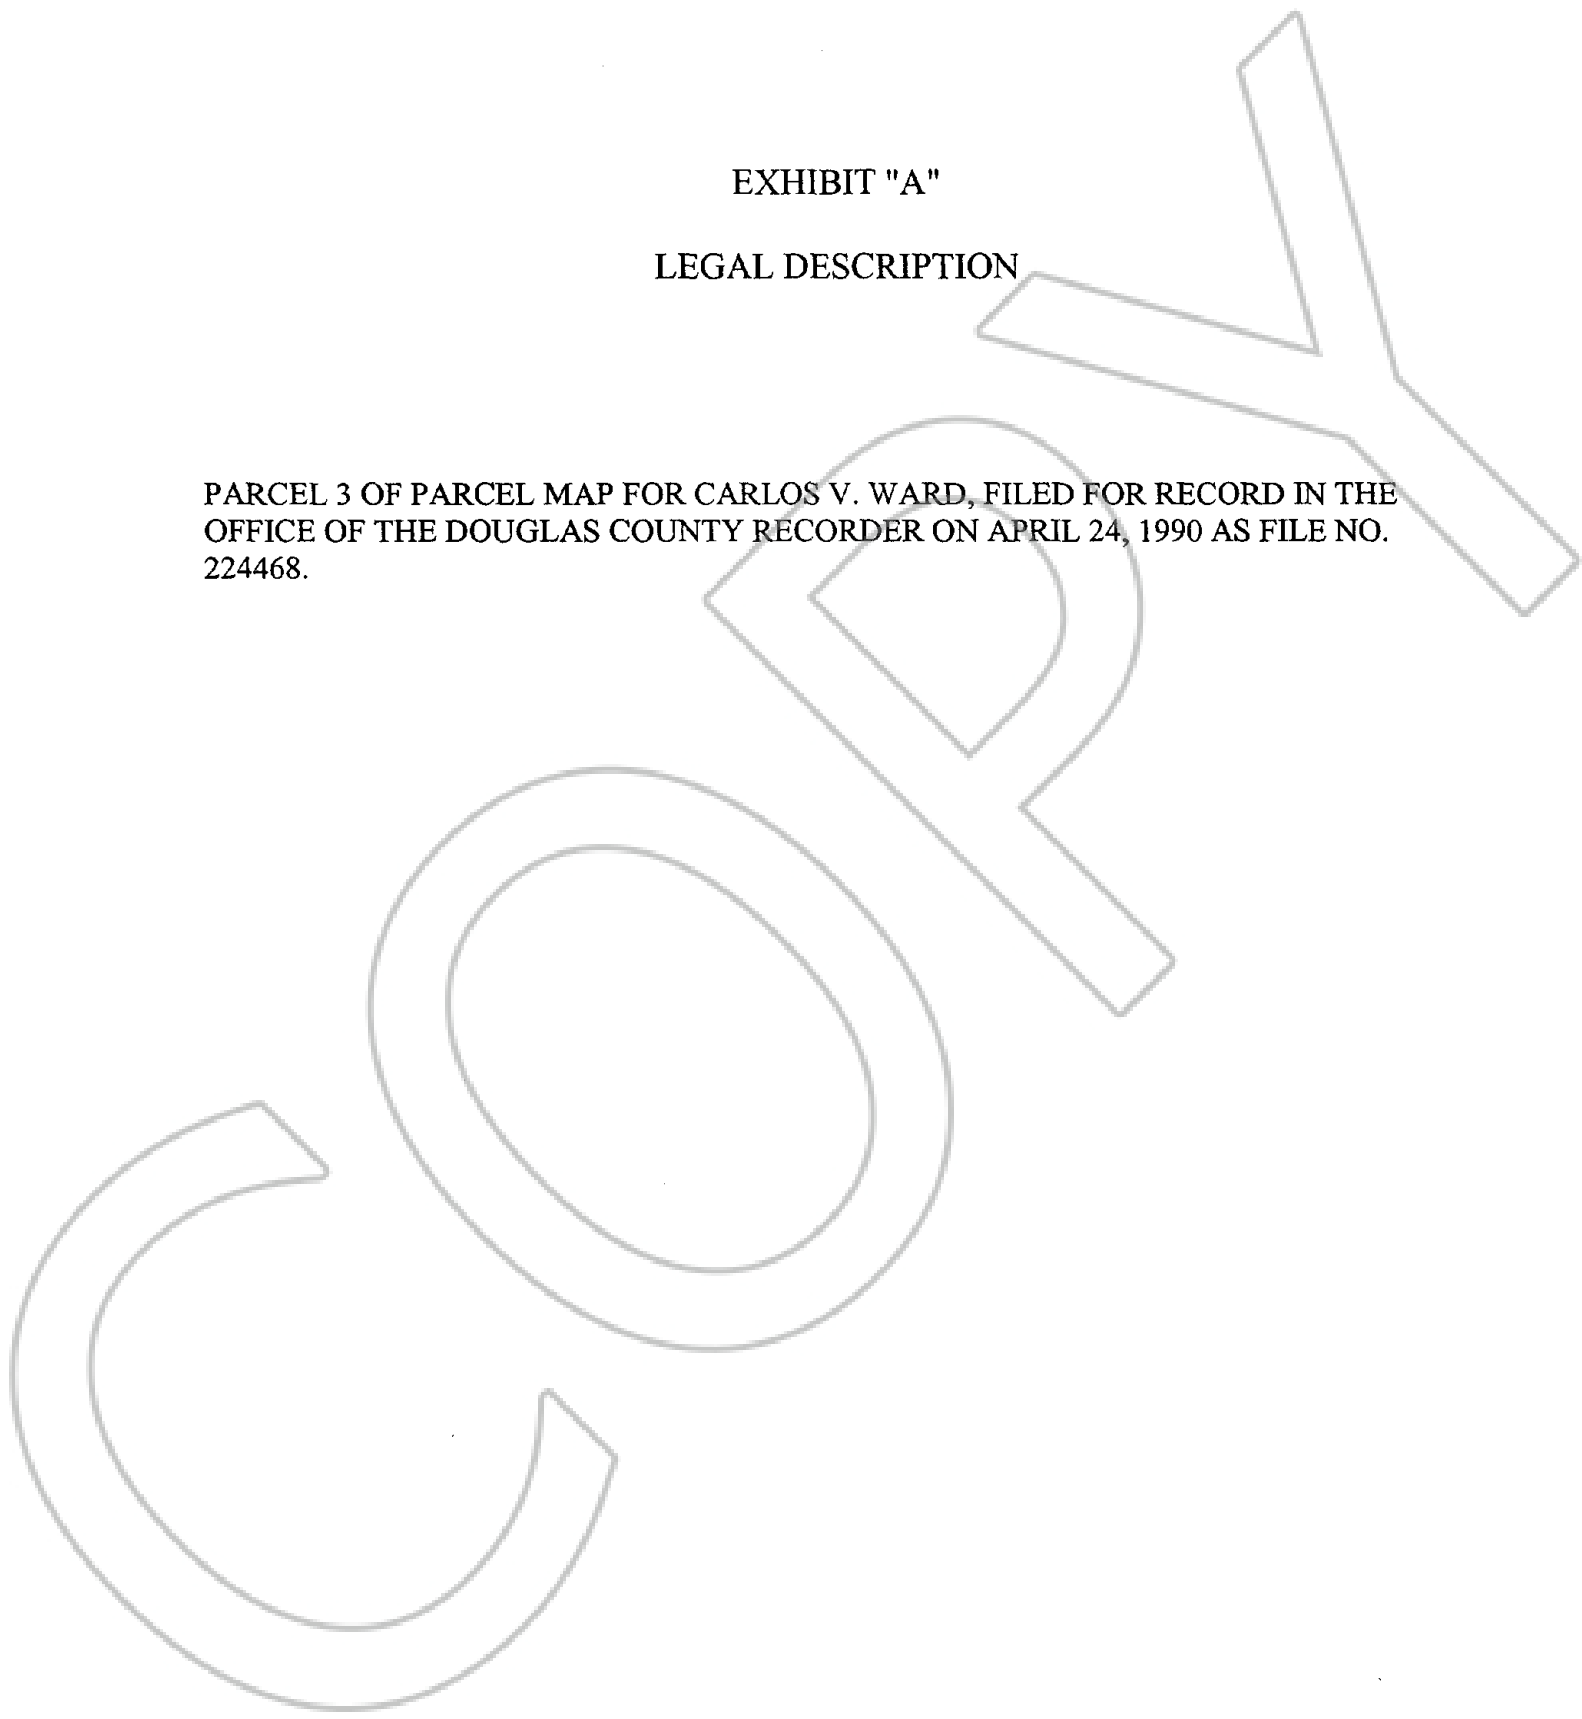 EXHIBIT "A"
LEGAL DESCRIPTION
PARCEL 3 OF PARCEL MAP FOR CARLOS V. WARD, FILED FOR RECORD IN THE
OFFICE OF THE DOUGLAS COUNTY RECORDER ON APRIL 24, 1990 AS FILE NO.
224468.
COPY